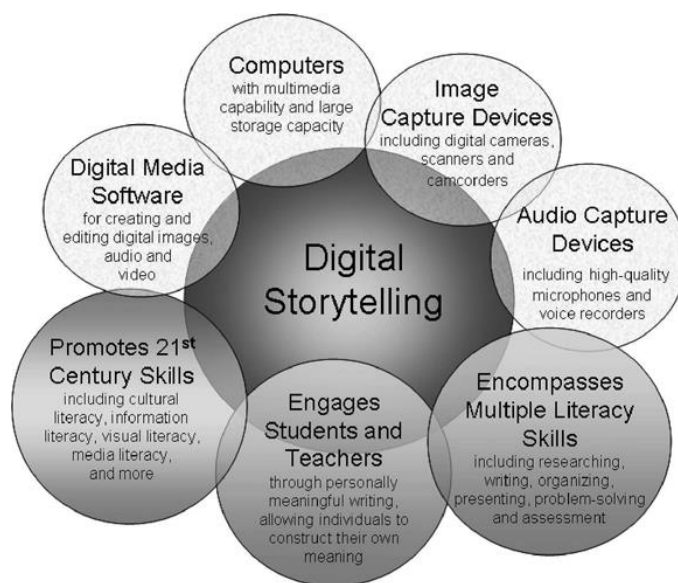 Computers
with multimedia
capability and large
storage capacity
Image
Capture Devices
including digital cameras,
scanners and
camcorders
Digital Media
Software
for creating and
editing digital images,
audio and
video
Audio Capture
Devices
including high-quality
microphones and
voice recorders
Digital
Storytelling
Promotes 21st
Century Skills
including cultural
literacy, information
literacy, visual literacy,
media literacy,
and more
Engages
Students and
Teachers
through personally
meaningful writing,
allowing individuals to
construct their own
meaning
Encompasses
Multiple Literacy
Skills
including researching,
writing, organizing,
presenting, problem-solving
and assessment